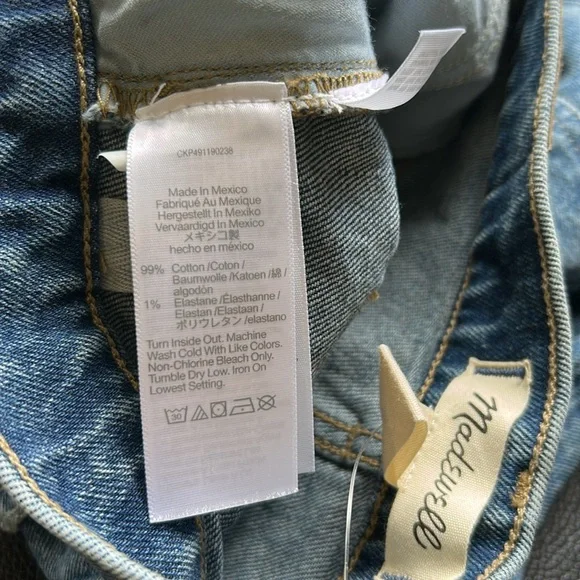 CKP491190238
Made In Mexico
Fabriqué Au Mexique
Hergestellt In Mexiko
Vervaardigd In Mexico
メキシコ製
hecho en méxico
99% Cotton /Coton /
Baumwolle /Katoen /綿 /
algodón
1% Elastane /Élasthanne /
Elastan /Elastaan /
ポリウレタン /elastano
Turn Inside Out. Machine
Wash Cold With Like Colors.
Non-Chlorine Bleach Only.
Tumble Dry Low. Iron On
Lowest Setting.
30
Madewell